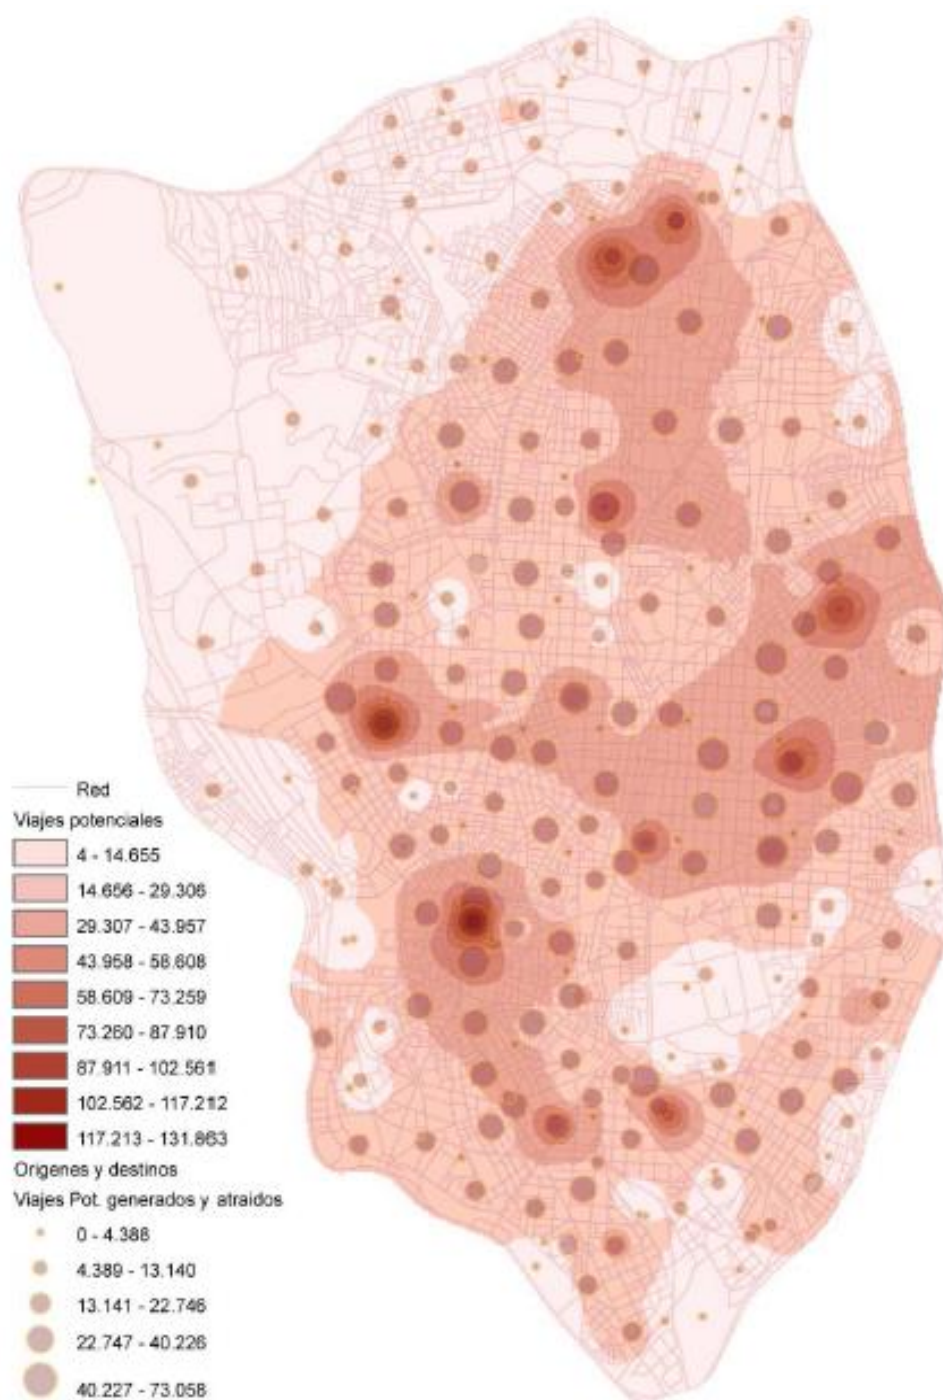 Red
Viajes potenciales
4 - 14.655
14.656 - 29.306
29.307 - 43.957
43.958 - 58.608
58.609 - 73.259
73.260 - 87.910
87.911 - 102.561
102.562 - 117.212
117.213 - 131.863
Origenes y destinos
Viajes Pot. generados y atraidos
0 - 4.388
4.389 - 13.140
13.141 - 22.746
22.747 - 40.226
40.227 - 73.058